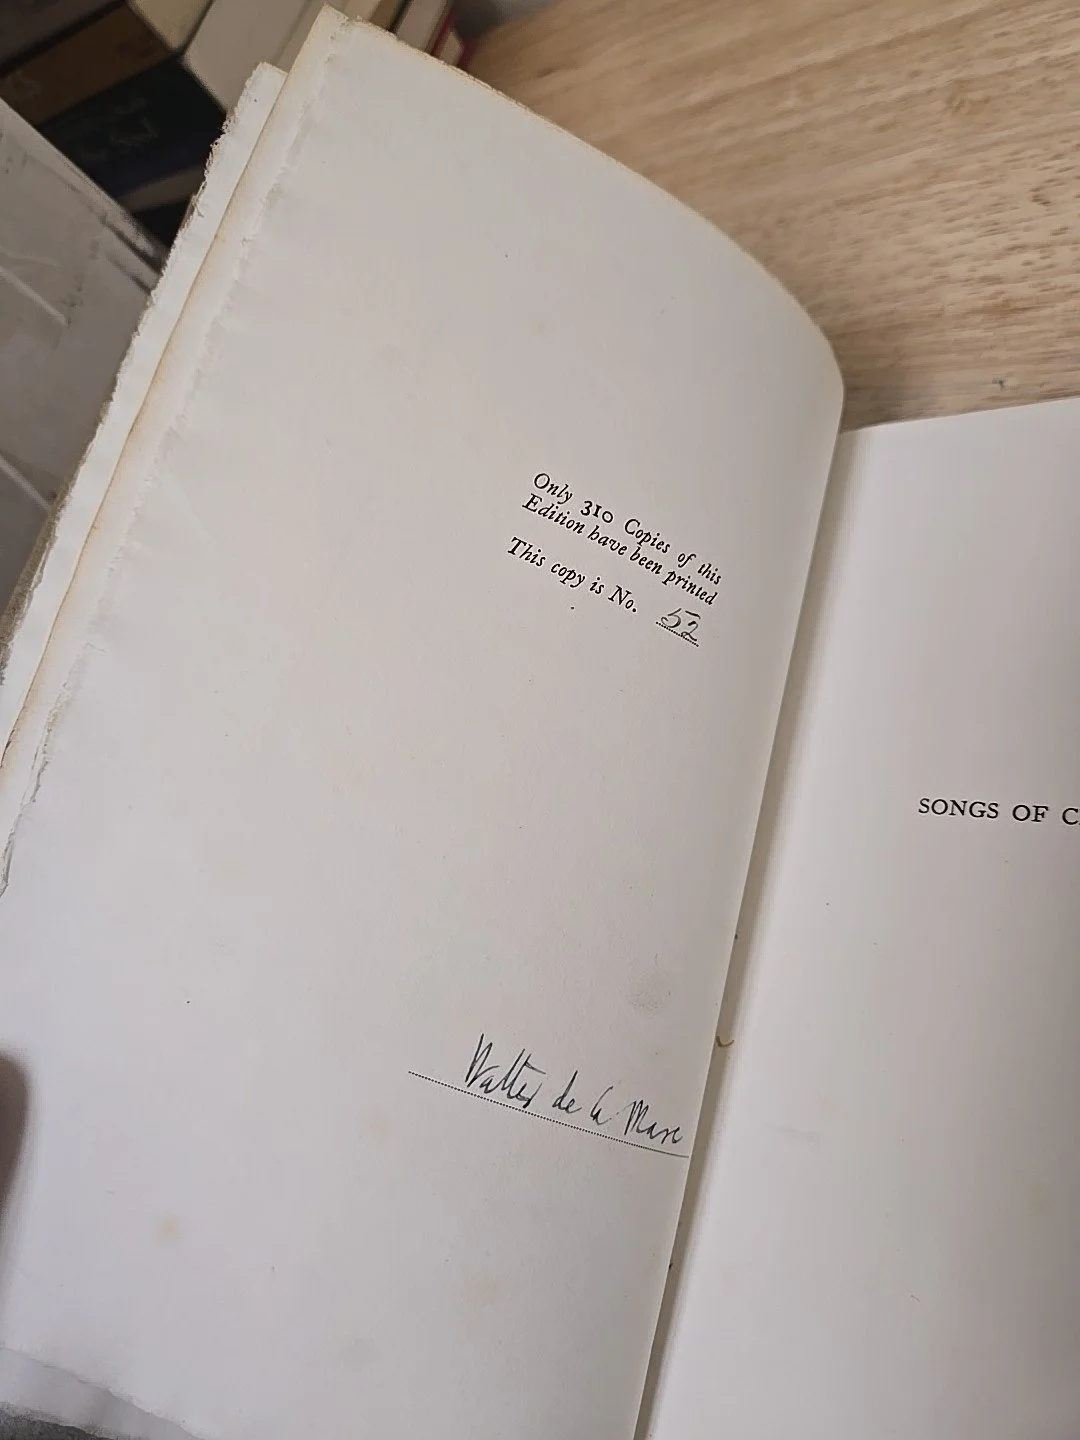 Only 310 Copies of this
Edition have been printed
This copy is No. 52
Walter de la Mare
SONGS OF C